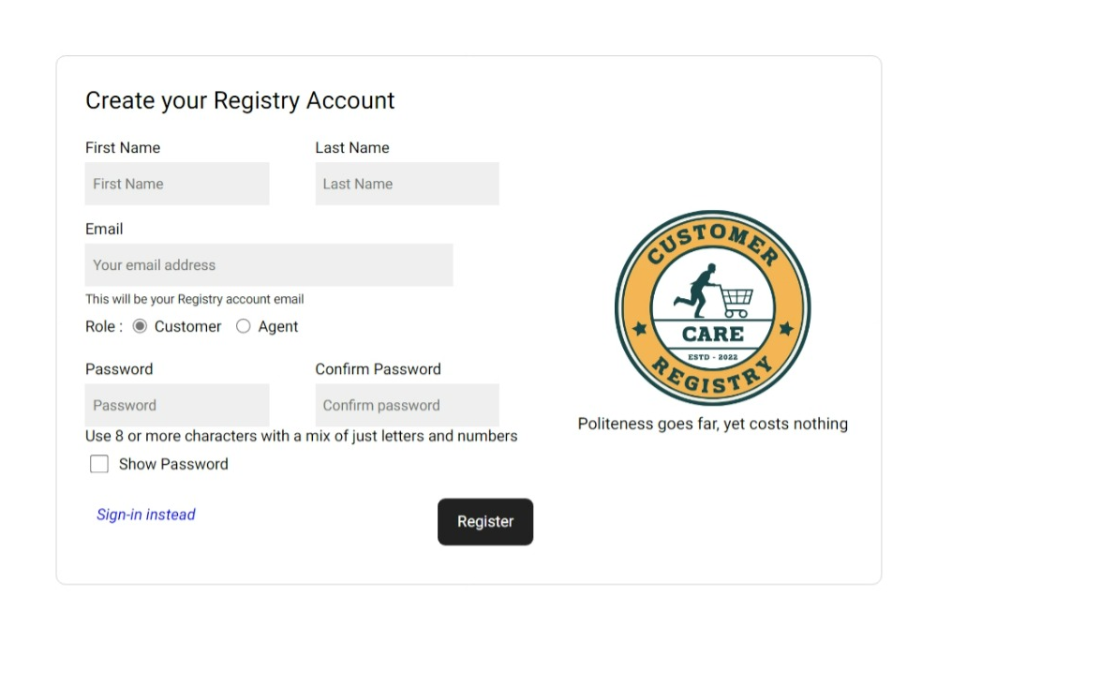 Create your Registry Account
First Name Last Name
First Name Last Name
Email
Your email address
This will be your Registry account email
Role : Customer Agent
Password Confirm Password
Password Confirm password
Use 8 or more characters with a mix of just letters and numbers
Show Password
Sign-in instead Register
CUSTOMER
CARE
ESTD - 2022
REGISTRY
Politeness goes far, yet costs nothing